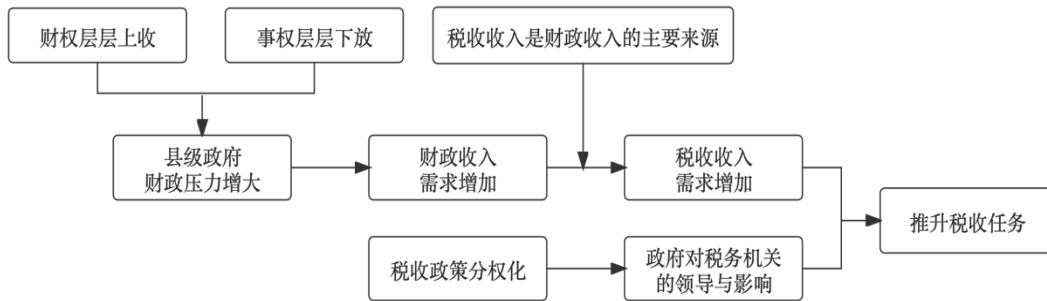 财权层层上收
事权层层下放
税收收入是财政收入的主要来源
县级政府
财政压力增大
财政收入
需求增加
税收收入
需求增加
推升税收任务
税收政策分权化
政府对税务机关
的领导与影响